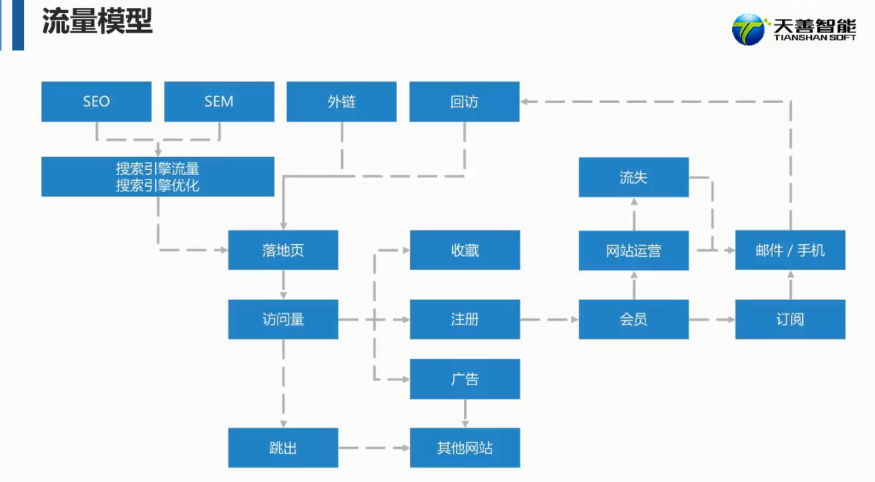 流量模型
天善智能
TIANSHAN SOFT
SEO
SEM
外链
回访
搜索引擎流量
搜索引擎优化
流失
落地页
收藏
网站运营
邮件 / 手机
访问量
注册
会员
订阅
广告
跳出
其他网站